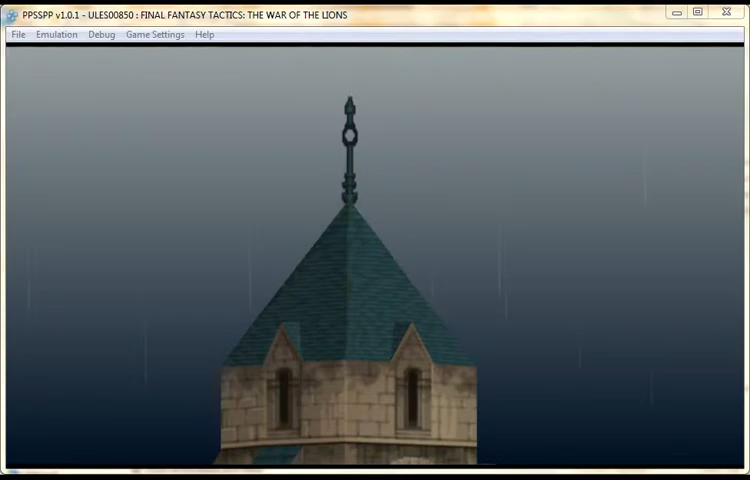 PPSSPP v1.0.1 - ULES00850 : FINAL FANTASY TACTICS: THE WAR OF THE LIONS
File Emulation Debug Game Settings Help